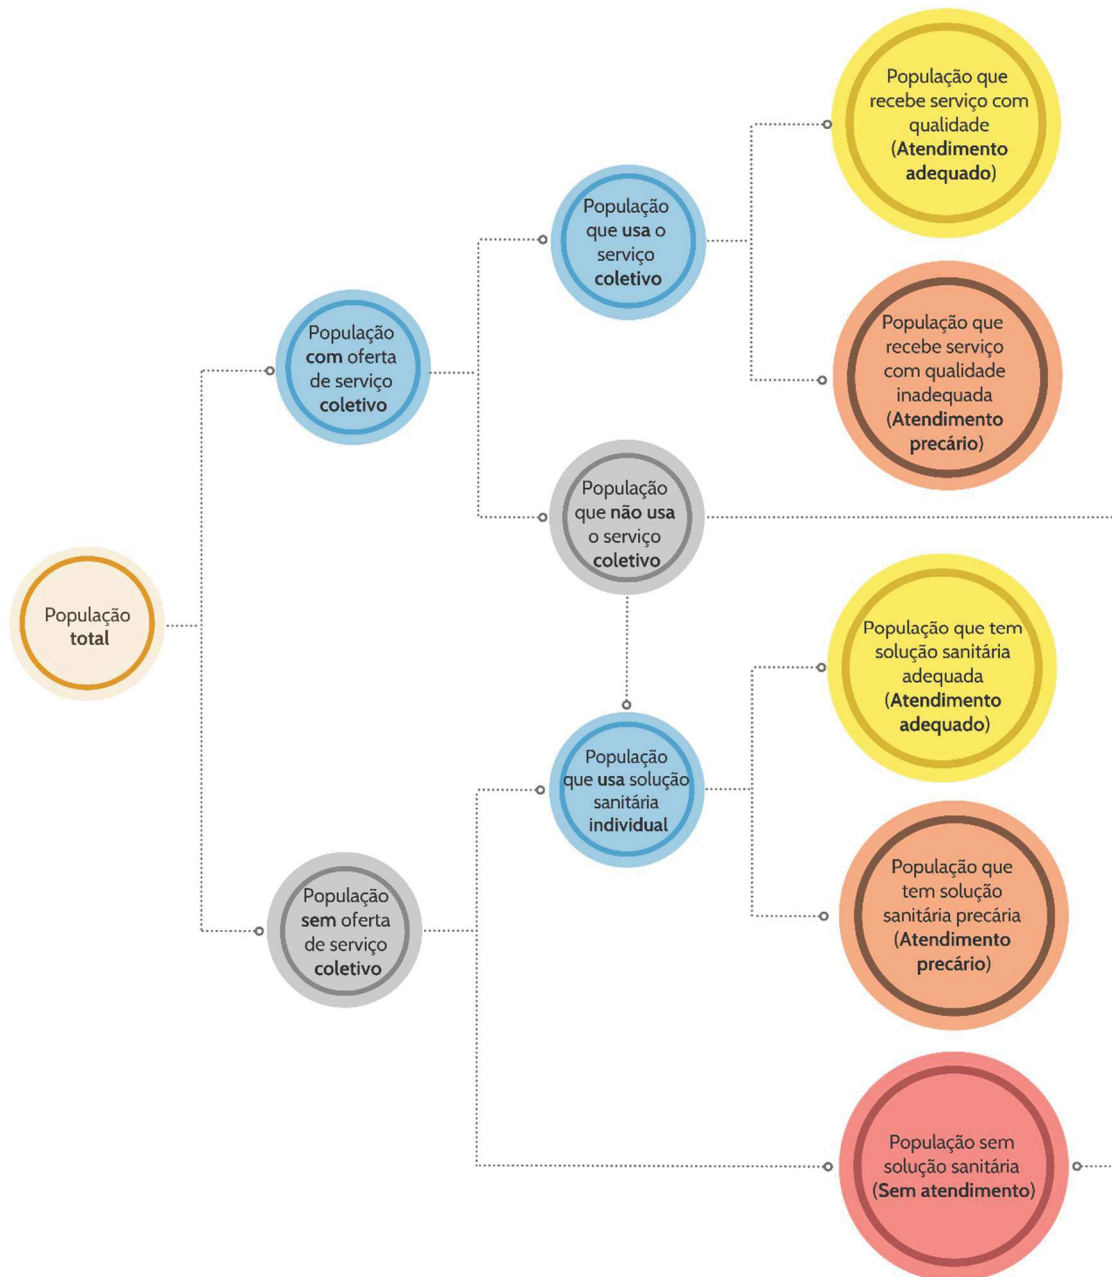 População que
recebe serviço com
qualidade
(Atendimento
adequado)
População
que usa o
serviço
coletivo
População
com oferta
de serviço
coletivo
População que
recebe serviço
com qualidade
inadequada
(Atendimento
precário)
População
que não usa
o serviço
coletivo
População
total
População que tem
solução sanitária
adequada
(Atendimento
adequado)
População
que usa solução
sanitária
individual
População
sem oferta
de serviço
coletivo
População que
tem solução
sanitária precária
(Atendimento
precário)
População sem
solução sanitária
(Sem atendimento)